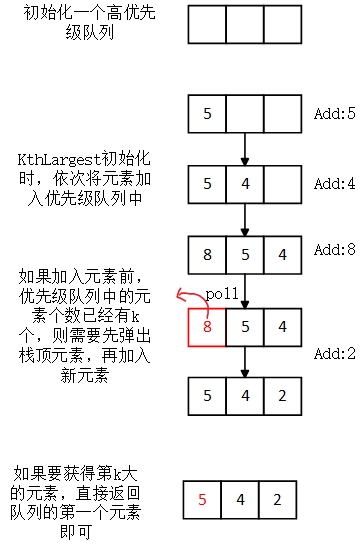 初始化一个高优先
级队列
5
Add:5
KthLargest初始化
时，依次将元素加
入优先级队列中
5 4
Add:4
8 5 4
Add:8
如果加入元素前，
优先级队列中的元
素个数已经有k
个，则需要先弹出
栈顶元素，再加入
新元素
poll
8 5 4
Add:2
5 4 2
如果要获得第k大
的元素，直接返回
队列的第一个元素
即可
5 4 2